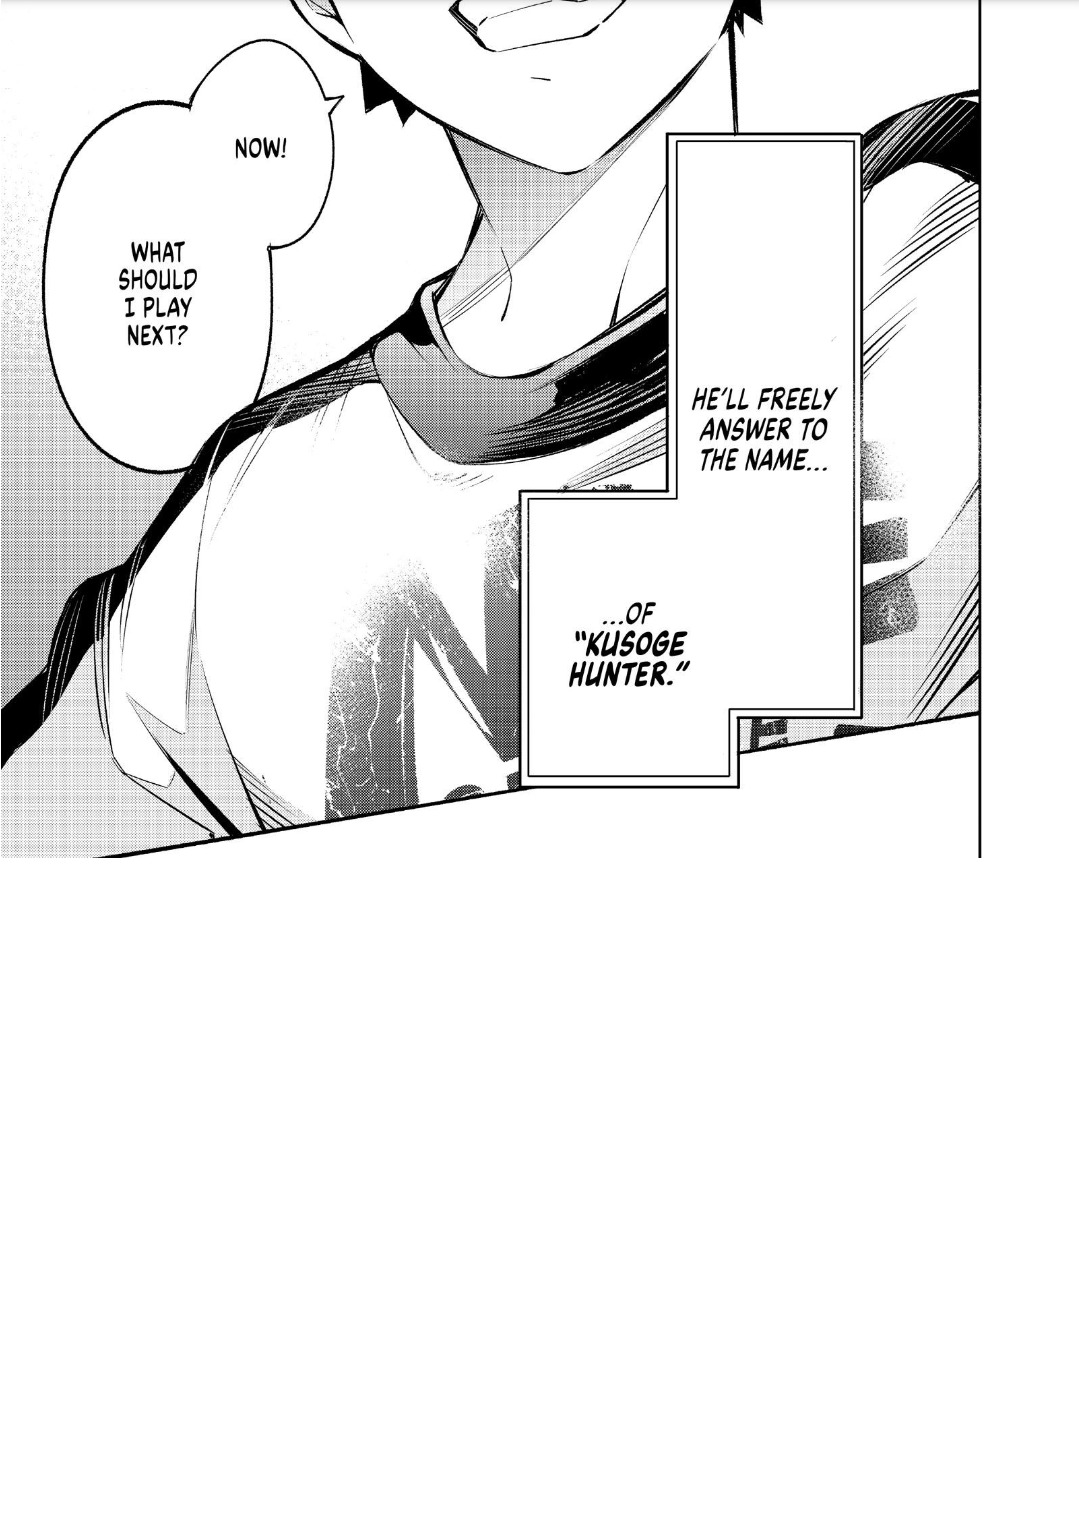 HE'LL FREELY
ANSWER TO
THE NAME...
...OF
"KUSOGE
HUNTER."
NOW!
WHAT
SHOULD
I PLAY
NEXT?